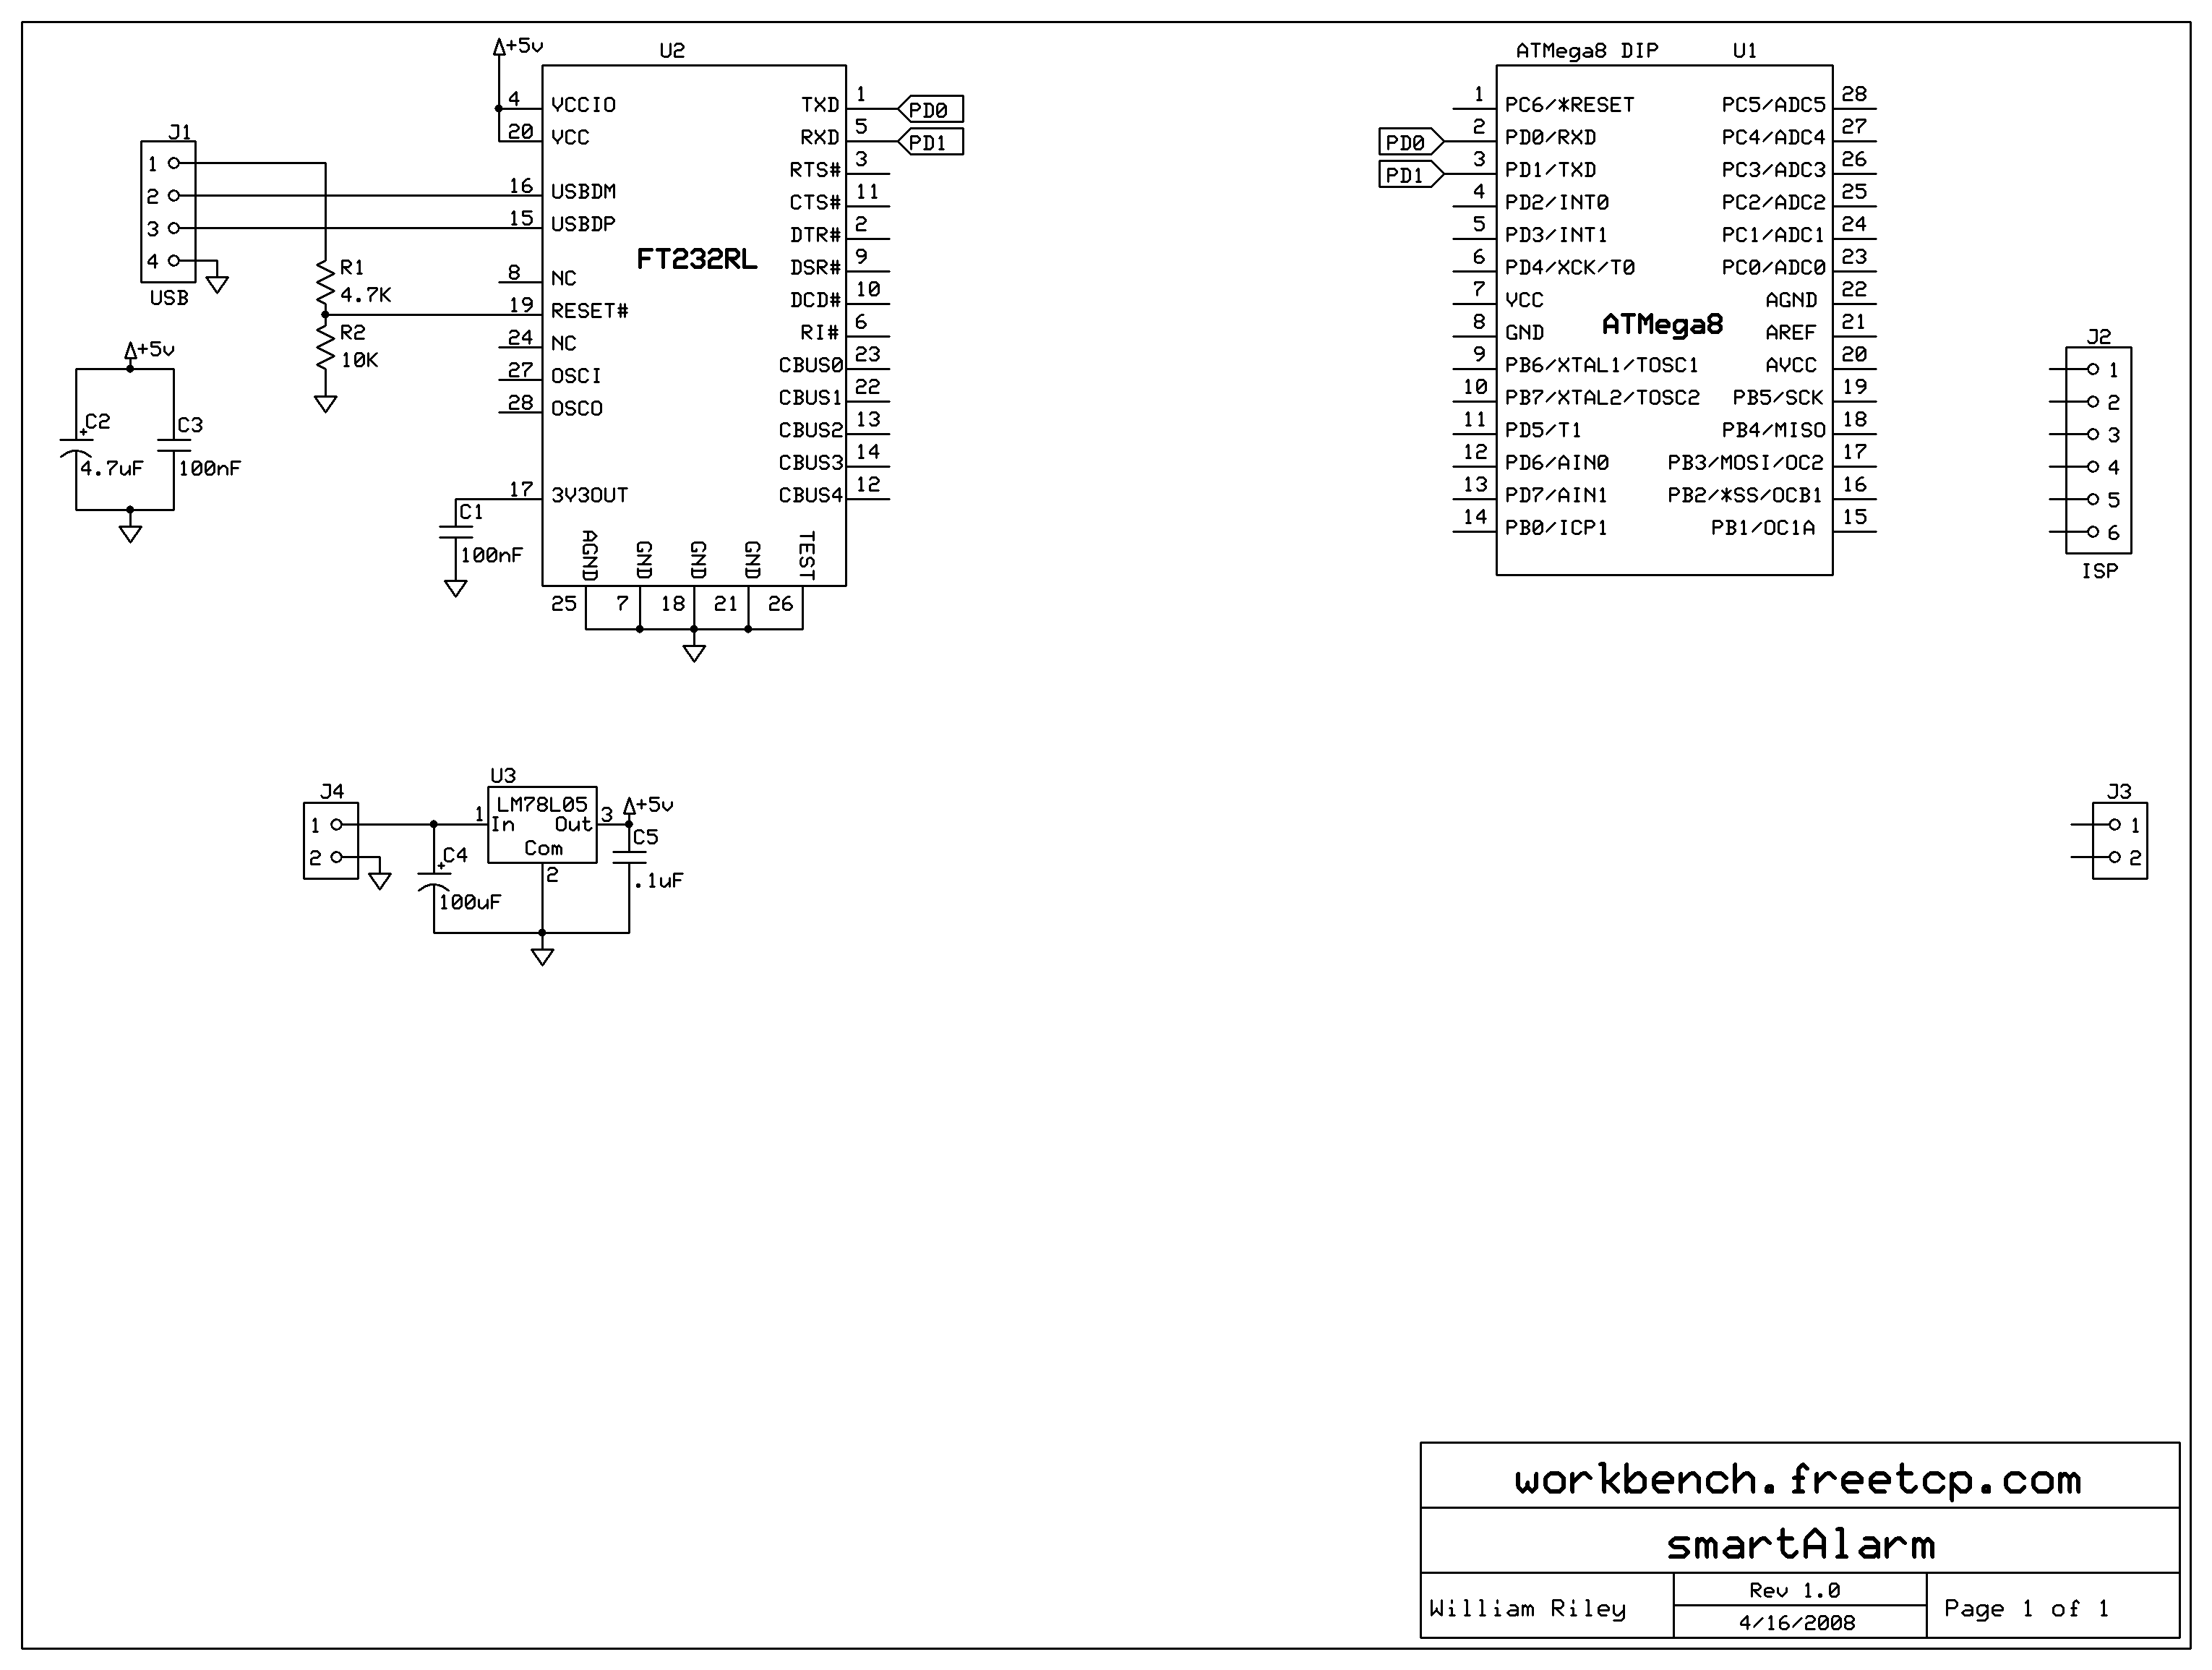 +5v
U2
4 VCCIO
20 VCC
16 USBDM
15 USBDP
8 NC
19 RESET#
24 NC
27 OSCI
28 OSCO
17 3V3OUT
FT232RL
TXD 1 PD0
RXD 5 PD1
RTS# 3
CTS# 11
DTR# 2
DSR# 9
DCD# 10
RI# 6
CBUS0 23
CBUS1 22
CBUS2 13
CBUS3 14
CBUS4 12
AGND GND GND GND TEST
25 7 18 21 26
J1
1
2
3
4
USB
R1
4.7K
R2
10K
+5v
C2
+
4.7uF
C3
100nF
C1
100nF
ATMega8 DIP U1
1 PC6/*RESET
PD0 2 PD0/RXD
PD1 3 PD1/TXD
4 PD2/INT0
5 PD3/INT1
6 PD4/XCK/T0
7 VCC
8 GND
9 PB6/XTAL1/TOSC1
10 PB7/XTAL2/TOSC2
11 PD5/T1
12 PD6/AIN0
13 PD7/AIN1
14 PB0/ICP1
ATMega8
PC5/ADC5 28
PC4/ADC4 27
PC3/ADC3 26
PC2/ADC2 25
PC1/ADC1 24
PC0/ADC0 23
AGND 22
AREF 21
AVCC 20
PB5/SCK 19
PB4/MISO 18
PB3/MOSI/OC2 17
PB2/*SS/OCB1 16
PB1/OC1A 15
J2
1
2
3
4
5
6
ISP
J4
1
2
U3
LM78L05
1 In Out 3
Com
2
+5v
C4
+
100uF
C5
.1uF
J3
1
2
workbench.freetcp.com
smartAlarm
William Riley
Rev 1.0
4/16/2008
Page 1 of 1